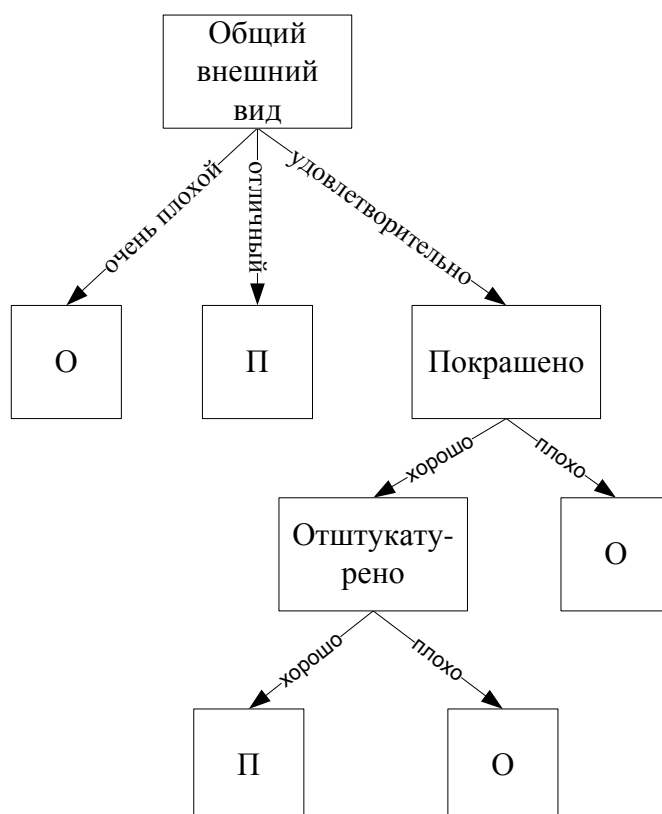 Общий
внешний
вид
очень плохой
отличный
удовлетворительно
О
П
Покрашено
хорошо
плохо
Отштукату-
рено
О
хорошо
плохо
П
О